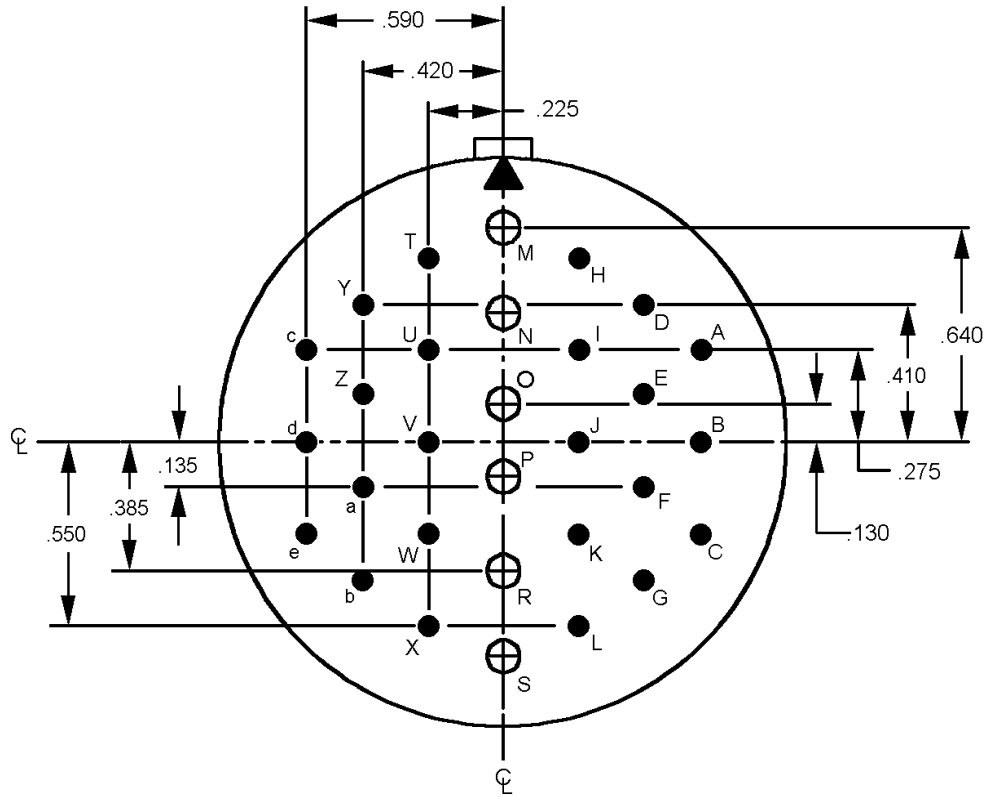 .590
.420
.225
T
M
H
Y
N
D
.640
c
U
I
A
.410
Z
O
E
℄
d
V
J
B
.135
P
.275
.385
a
F
.550
.130
e
W
K
C
b
R
G
X
L
S
℄